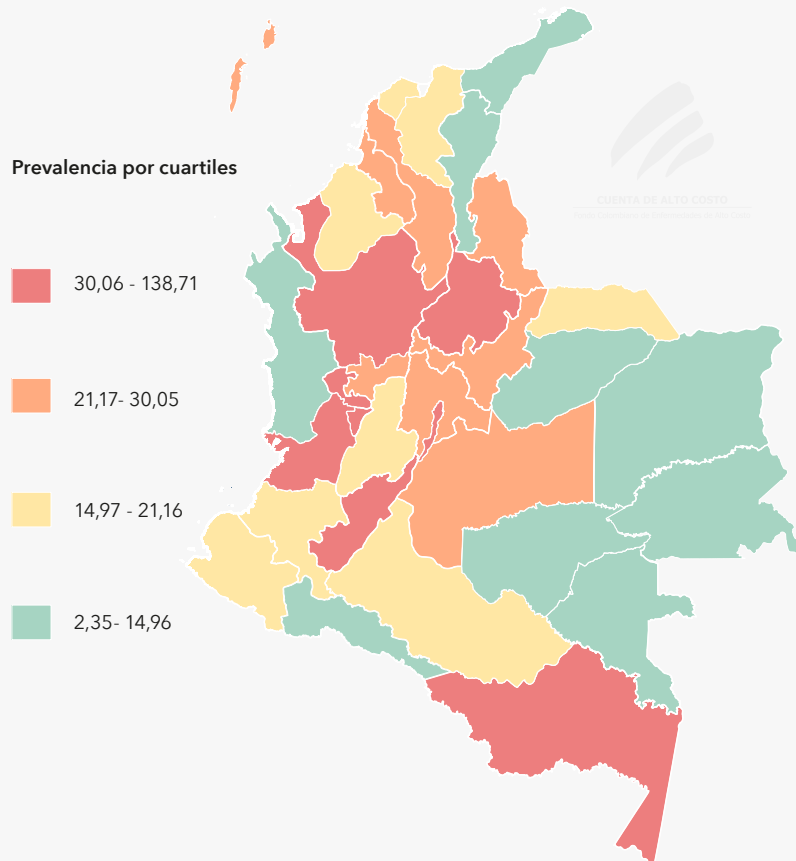 CUENTA DE ALTO COSTO
Prevalencia por cuartiles
30,06 - 138,71
21,17- 30,05
14,97 - 21,16
2,35- 14,96